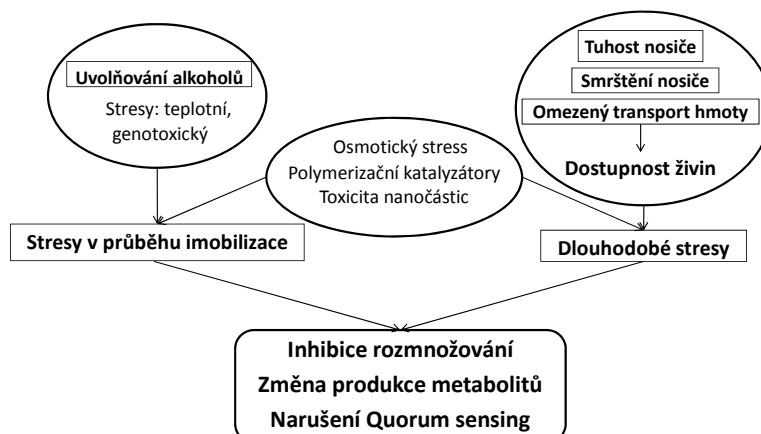 Uvolňování alkoholů
Stresy: teplotní,
genotoxický
Osmotický stress
Polymerizační katalyzátory
Toxicita nanočástic
Tuhost nosiče
Smrštění nosiče
Omezený transport hmoty
Dostupnost živin
Stresy v průběhu imobilizace
Dlouhodobé stresy
Inhibice rozmnožování
Změna produkce metabolitů
Narušení Quorum sensing